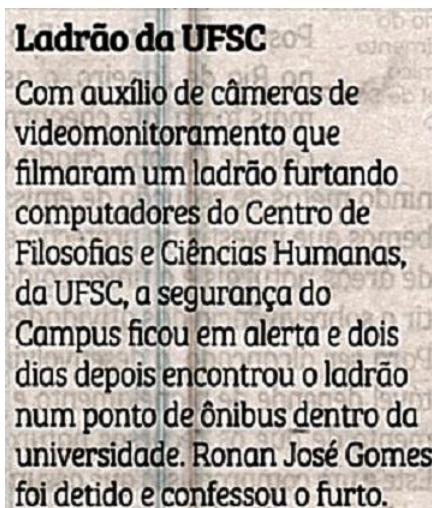 Ladrão da UFSC
Com auxílio de câmeras de
videomonitoramento que
filmaram um ladrão furtando
computadores do Centro de
Filosofias e Ciências Humanas,
da UFSC, a segurança do
Campus ficou em alerta e dois
dias depois encontrou o ladrão
num ponto de ônibus dentro da
universidade. Ronan José Gomes
foi detido e confessou o furto.